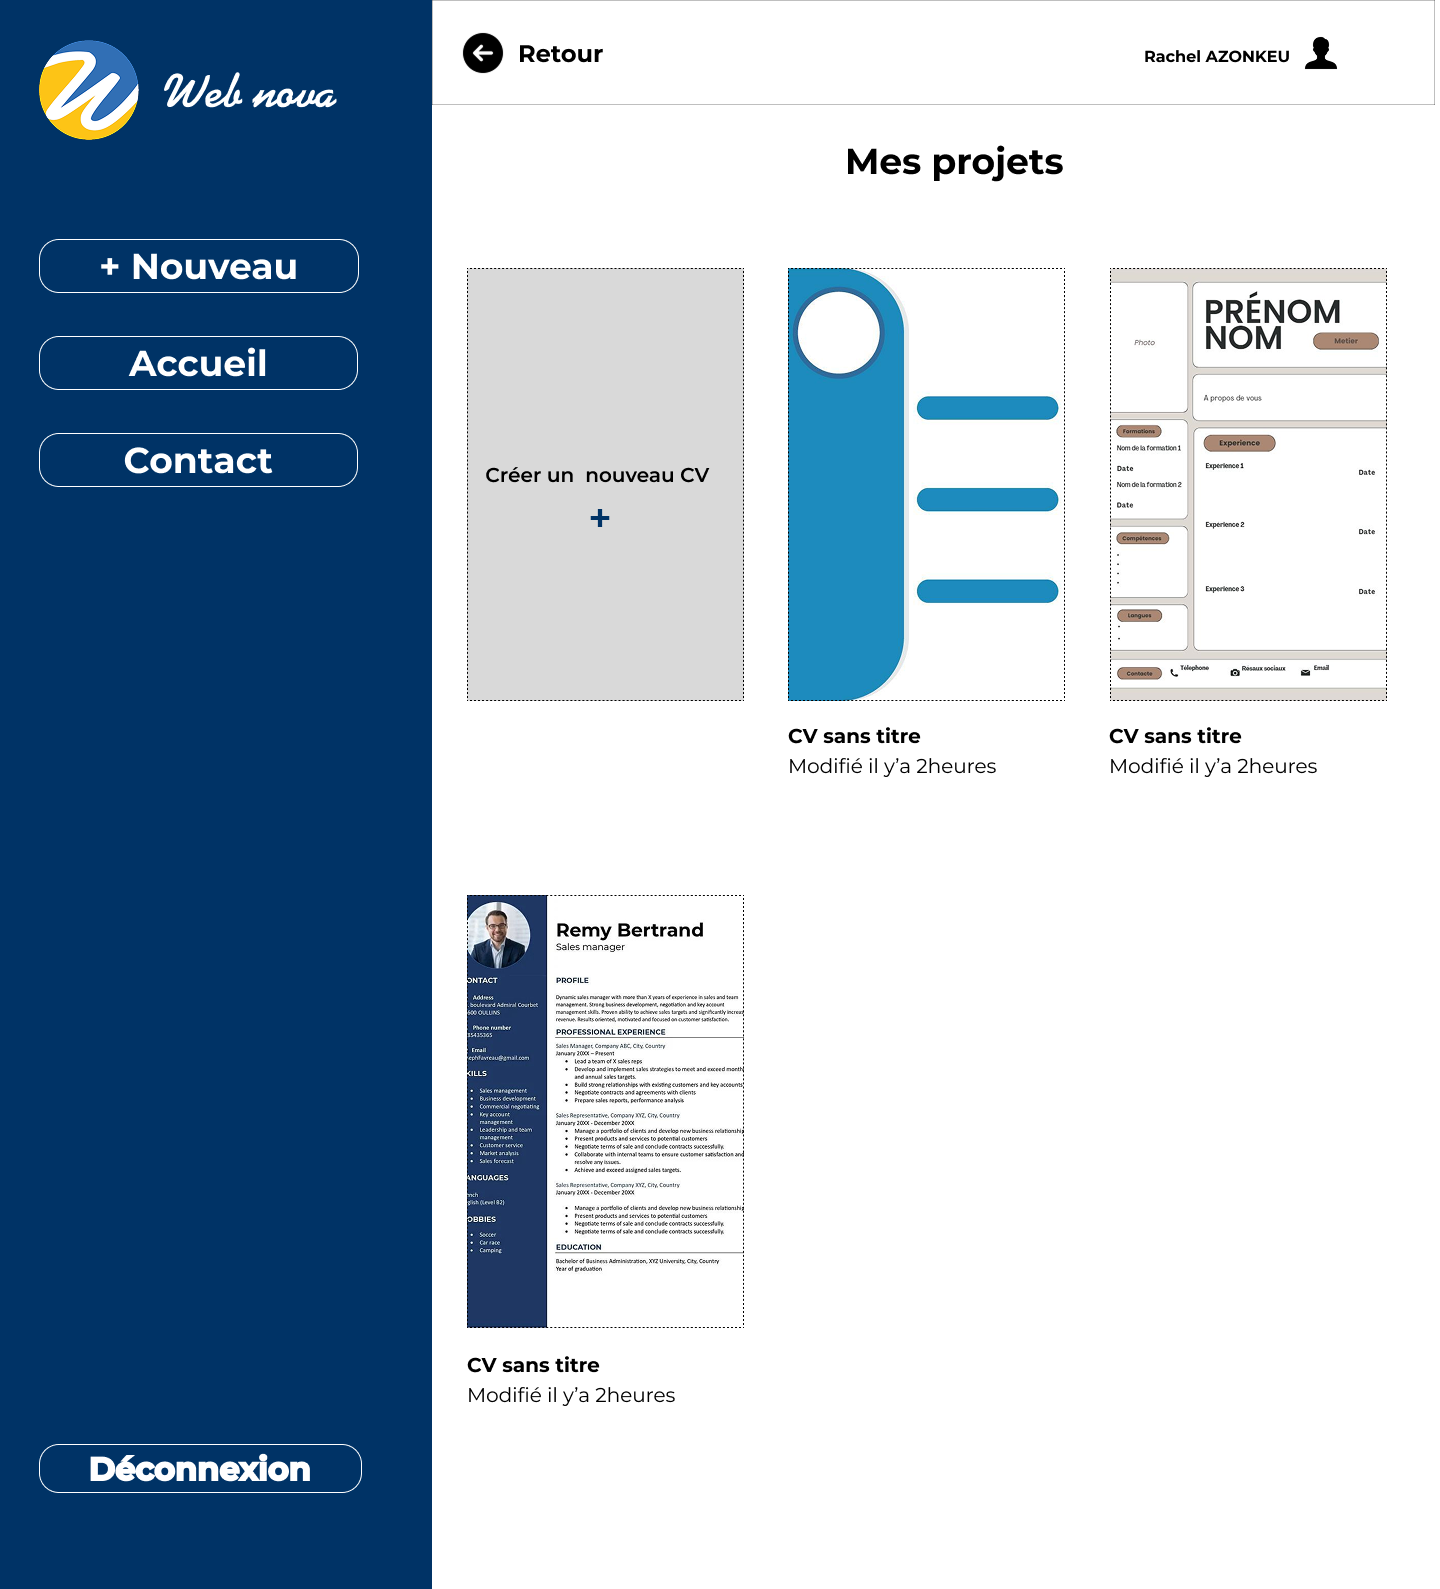 Web nova
+ Nouveau
Accueil
Contact
Déconnexion
Retour
Rachel AZONKEU
Mes projets
Créer un nouveau CV
+
CV sans titre
Modifié il y’a 2heures
Photo
PRÉNOM
NOM
Metier
A propos de vous
Formations
Nom de la formation 1
Date
Nom de la formation 2
Date
Compétences
Langues
Experience
Experience 1
Date
Experience 2
Date
Experience 3
Date
Contacte
Télephone
Résaux sociaux
Email
CV sans titre
Modifié il y’a 2heures
ONTACT
Address
boulevard Admiral Courbet
600 OULLINS
Phone number
35435365
Email
ephFavreau@gmail.com
KILLS
• Sales management
• Business development
• Commercial negotiating
• Key account
management
• Leadership and team
management
• Customer service
• Market analysis
• Sales forecast
ANGUAGES
nch
glish (Level B2)
OBBIES
• Soccer
• Car race
• Camping
Remy Bertrand
Sales manager
PROFILE
Dynamic sales manager with more than X years of experience in sales and team
management. Strong business development, negotiation and key account
management skills. Proven ability to achieve sales targets and significantly increas
revenue. Results oriented, motivated and focused on customer satisfaction.
PROFESSIONAL EXPERIENCE
Sales Manager, Company ABC, City, Country
January 20XX – Present
• Lead a team of X sales reps
• Develop and implement sales strategies to meet and exceed month
and annual sales targets.
• Build strong relationships with existing customers and key accounts
• Negotiate contracts and agreements with clients
• Prepare sales reports, performance analysis
Sales Representative, Company XYZ, City, Country
January 20XX - December 20XX
• Manage a portfolio of clients and develop new business relationship
• Present products and services to potential customers
• Negotiate terms of sale and conclude contracts successfully.
• Collaborate with internal teams to ensure customer satisfaction and
resolve any issues.
• Achieve and exceed assigned sales targets.
Sales Representative, Company XYZ, City, Country
January 20XX - December 20XX
• Manage a portfolio of clients and develop new business relationship
• Present products and services to potential customers
• Negotiate terms of sale and conclude contracts successfully.
• Negotiate terms of sale and conclude contracts successfully.
EDUCATION
Bachelor of Business Administration, XYZ University, City, Country
Year of graduation
CV sans titre
Modifié il y’a 2heures